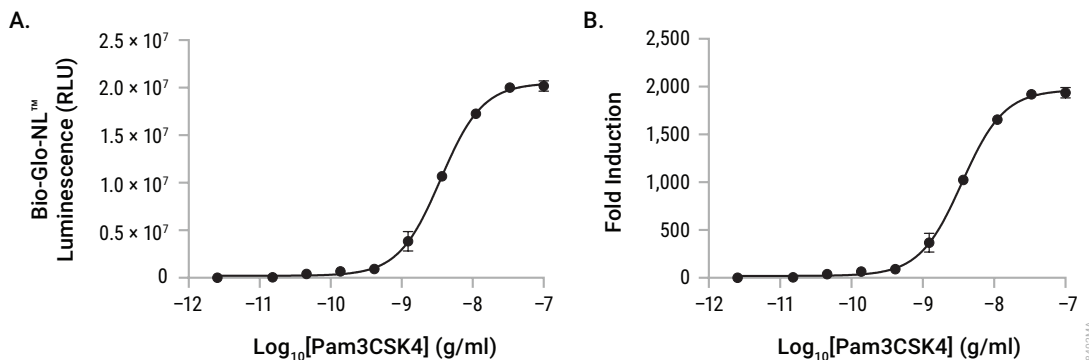 A.
Bio-Glo-NL™
Luminescence (RLU)
2.5 × 10⁷
2.0 × 10⁷
1.5 × 10⁷
1.0 × 10⁷
0.5 × 10⁷
0
−12 −11 −10 −9 −8 −7
Log₁₀[Pam3CSK4] (g/ml)
B.
Fold Induction
2,500
2,000
1,500
1,000
500
0
−12 −11 −10 −9 −8 −7
Log₁₀[Pam3CSK4] (g/ml)